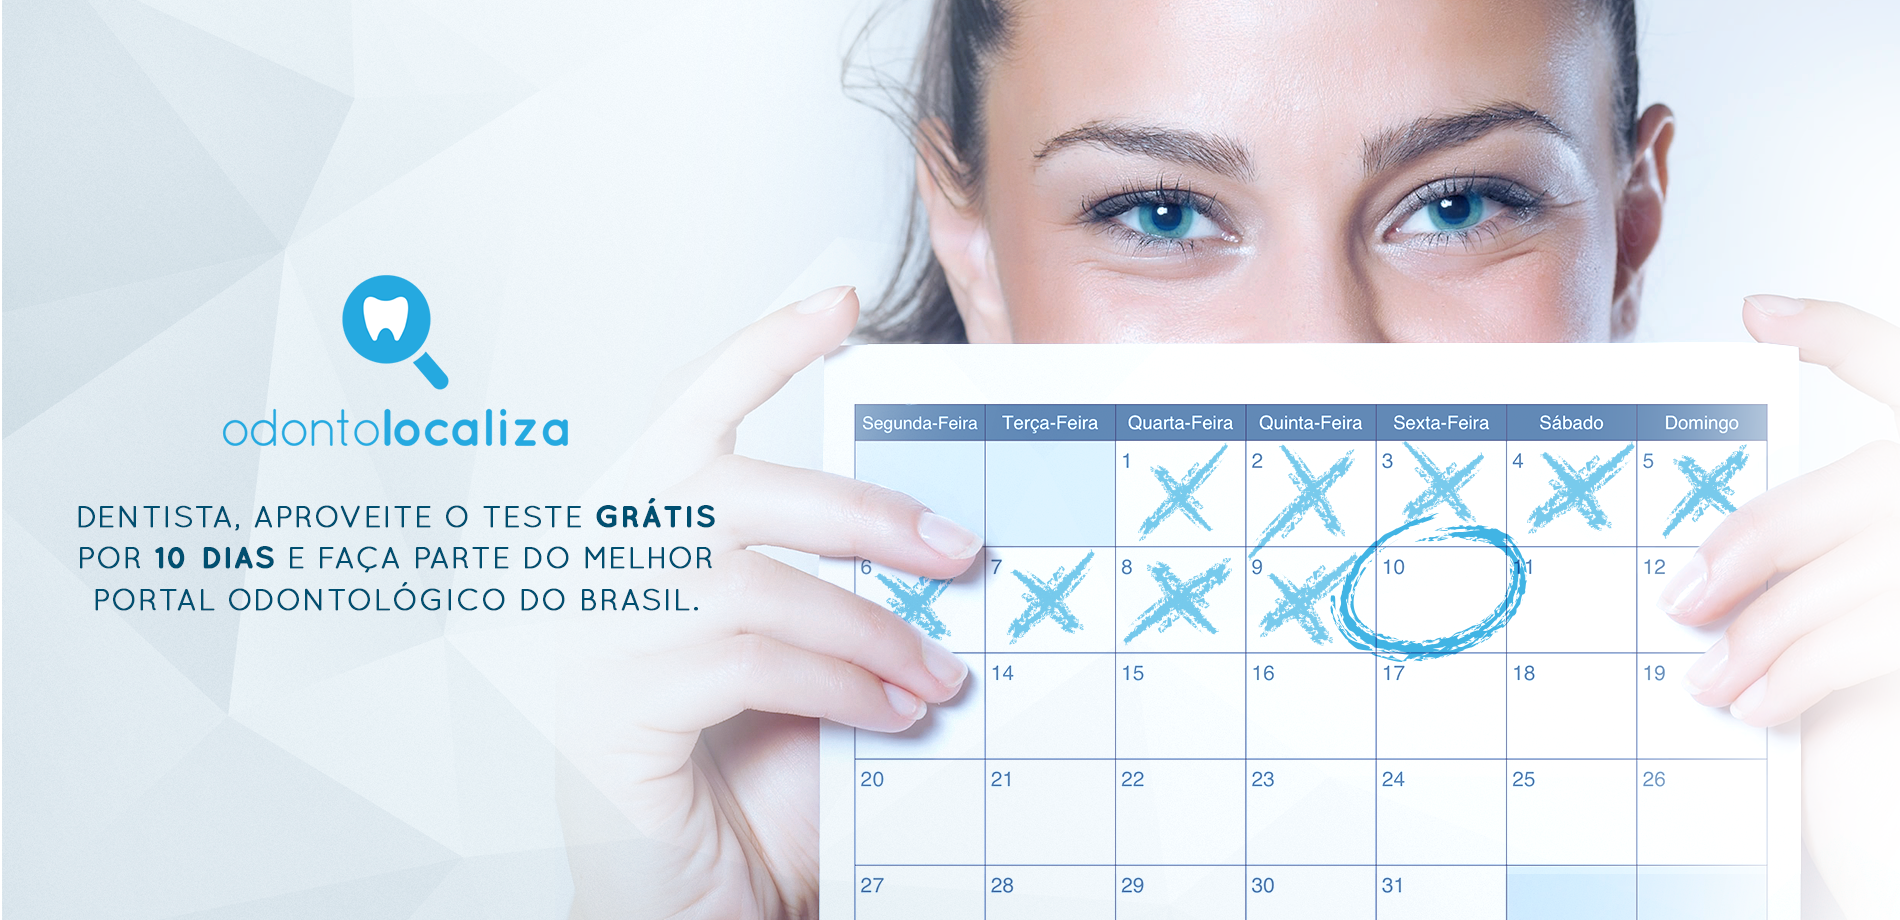 odontolocaliza
DENTISTA, APROVEITE O TESTE GRÁTIS
POR 10 DIAS E FAÇA PARTE DO MELHOR
PORTAL ODONTOLÓGICO DO BRASIL.
Segunda-Feira Terça-Feira Quarta-Feira Quinta-Feira Sexta-Feira Sábado Domingo
1 2 3 4 5
6 7 8 9 10 11 12
14 15 16 17 18 19
20 21 22 23 24 25 26
27 28 29 30 31